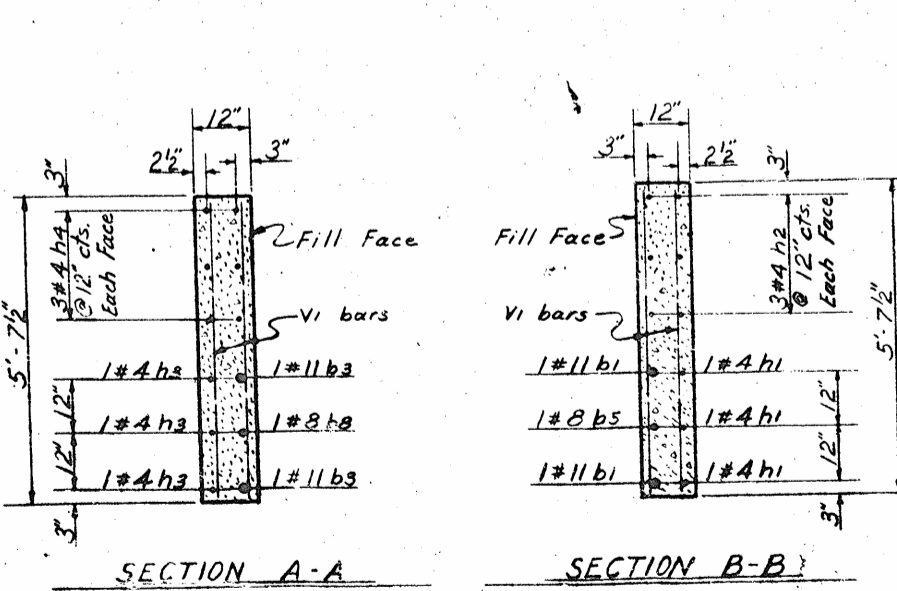 12"
2½"
3"
3"
3#4 h4
@ 12" cts.
Each Face
Fill Face
5'-7½"
V1 bars
1#4 h3
1#11 b3
12"
1#4 h3
1#8
12"
1#4 h3
1#11 b3
3"
SECTION A-A
12"
3"
2½"
3"
Fill Face
3#4 h2
@ 12" cts.
Each Face
V1 bars
5'-7½"
1#11 b1
1#4 h1
12"
1#8 b5
1#4 h1
12"
1#11 b1
1#4 h1
3"
SECTION B-B